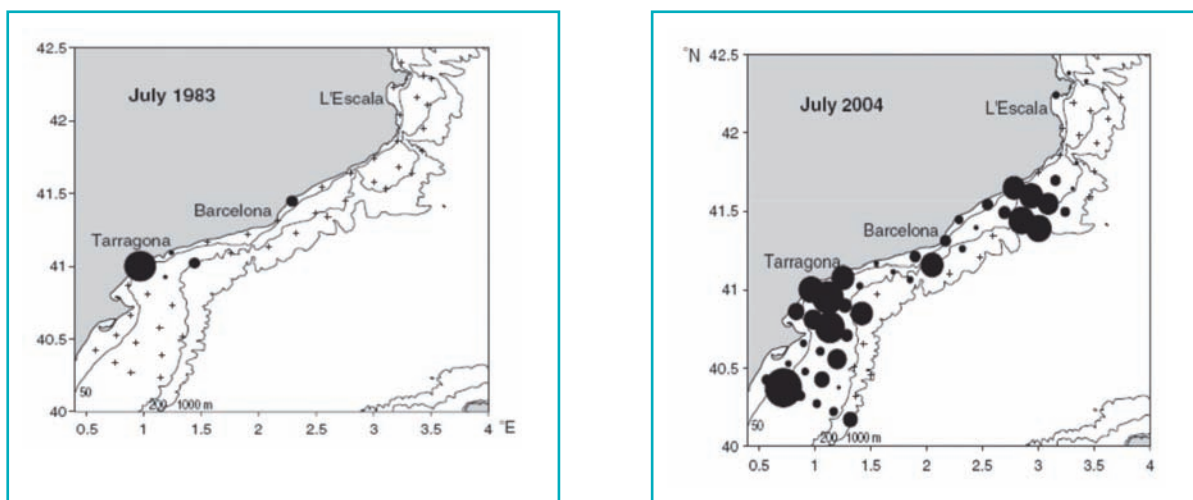 42.5
July 1983
L'Escala
42
41.5
Barcelona
Tarragona
41
40.5
50
200 1000 m
40
0.5 1 1.5 2 2.5 3 3.5 4 °E
°N 42.5
July 2004
L'Escala
42
41.5
Barcelona
Tarragona
41
40.5
50
200 1000 m
40
0.5 1 1.5 2 2.5 3 3.5 4